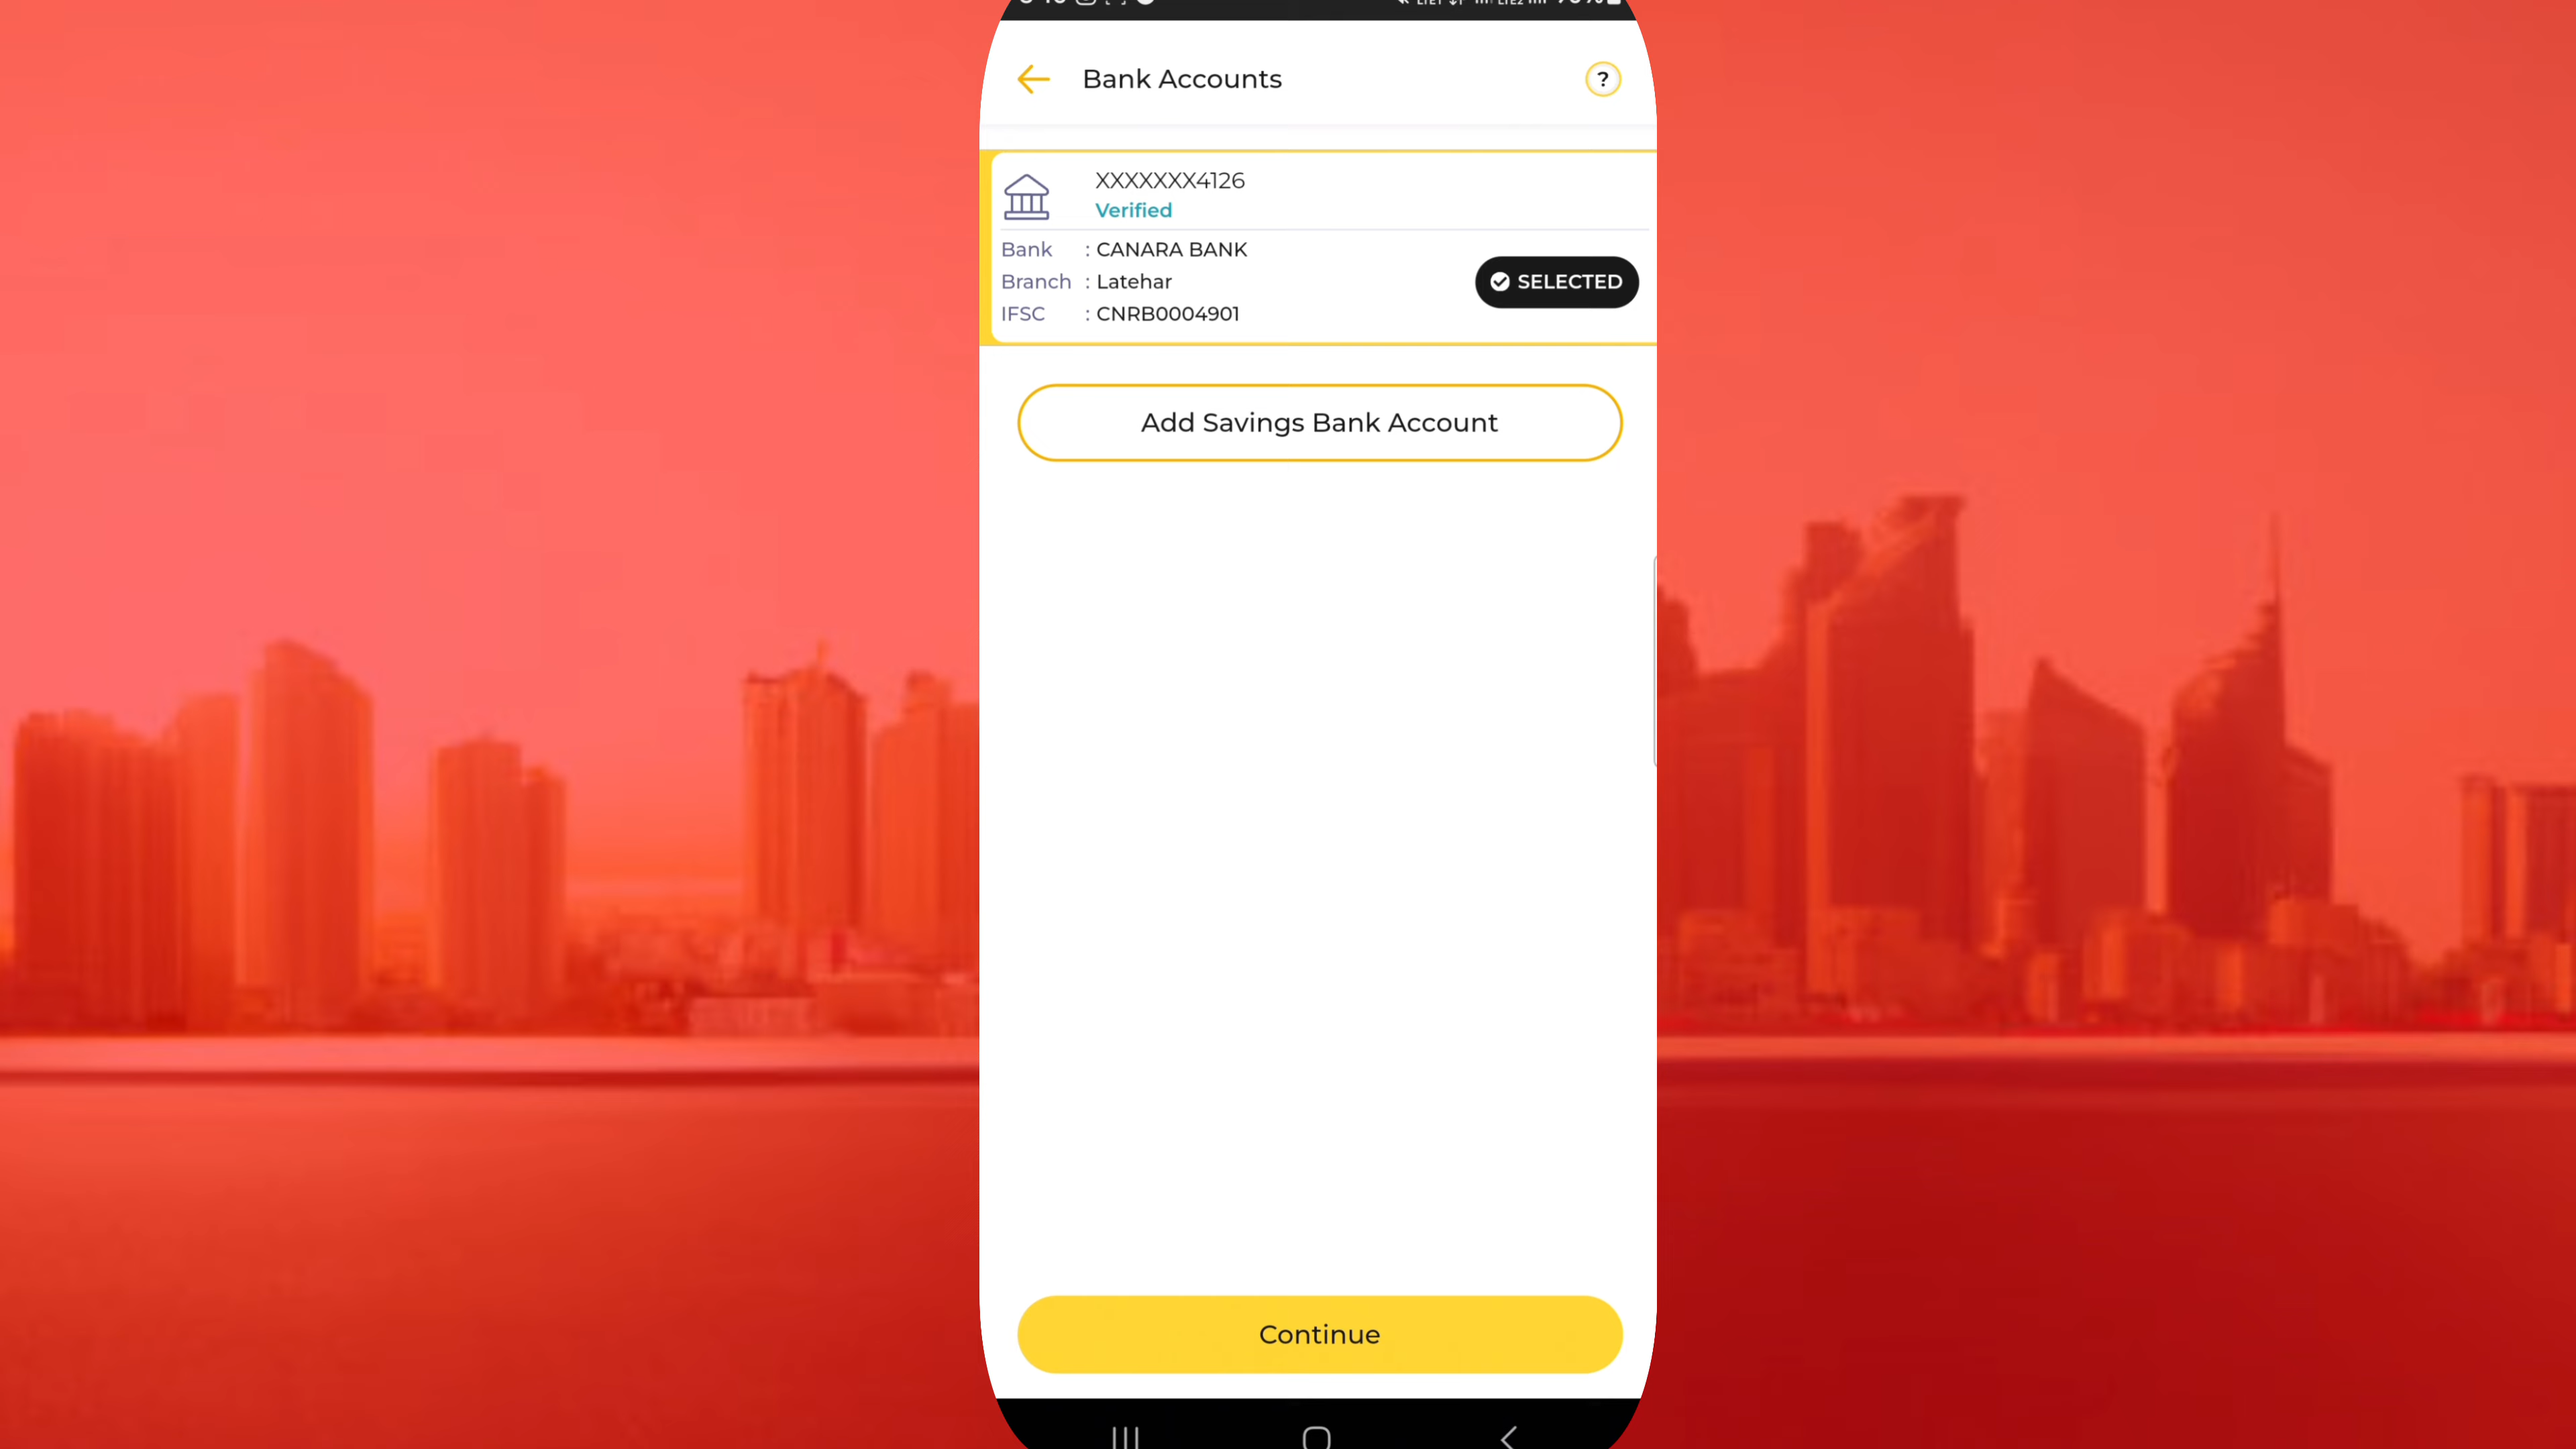 Bank Accounts
?
XXXXXXX4126
Verified
Bank : CANARA BANK
Branch : Latehar
SELECTED
IFSC : CNRB0004901
Add Savings Bank Account
Continue